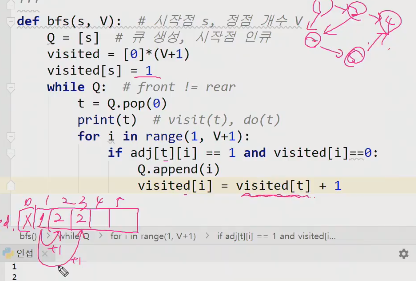 def bfs(s, V):  # 시작점 s, 정점 개수 V
    Q = [s]  # 큐 생성, 시작점 인큐
    visited = [0]*(V+1)
    visited[s] = 1
    while Q:  # front != rear
        t = Q.pop(0)
        print(t)  # visit(t), do(t)
        for i in range(1, V+1):
            if adj[t][i] == 1 and visited[i]==0:
                Q.append(i)
                visited[i] = visited[t] + 1
0 1 2 3 4
X 1 2 2
bfs() > while Q > for i in range(1, V+1) > if adj[t][i] == 1 and visited[i...
+1
+1
인접
1
2